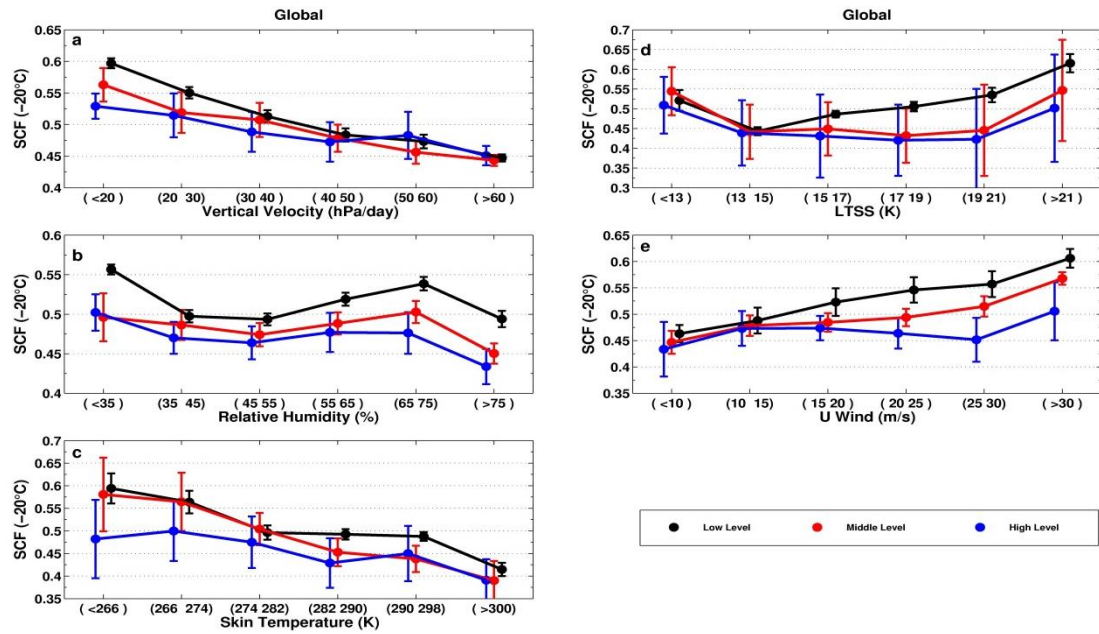 Global
a
SCF (−20°C)
0.65
0.6
0.55
0.5
0.45
0.4
( <20 ) (20 30) (30 40) ( 40 50) (50 60) ( >60 )
Vertical Velocity (hPa/day)
b
SCF (−20°C)
0.6
0.55
0.5
0.45
0.4
( <35 ) (35 45) (45 55) (55 65) (65 75) ( >75 )
Relative Humidity (%)
c
SCF (−20°C)
0.7
0.65
0.6
0.55
0.5
0.45
0.4
0.35
( <266 ) (266 274) (274 282) (282 290) (290 298) ( >300 )
Skin Temperature (K)
Global
d
SCF (−20°C)
0.7
0.65
0.6
0.55
0.5
0.45
0.4
0.35
0.3
( <13 ) (13 15) ( 15 17) ( 17 19 ) (19 21) ( >21 )
LTSS (K)
e
SCF (−20°C)
0.65
0.6
0.55
0.5
0.45
0.4
0.35
( <10 ) (10 15) ( 15 20) ( 20 25 ) (25 30) ( >30 )
U Wind (m/s)
Low Level Middle Level High Level